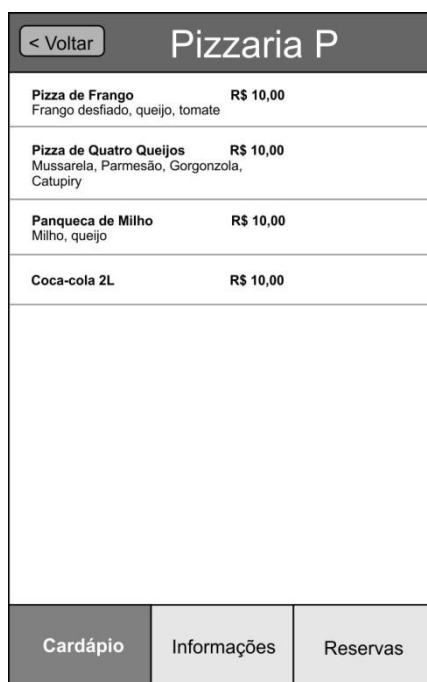 < Voltar
Pizzaria P
Pizza de Frango R$ 10,00
Frango desfiado, queijo, tomate
Pizza de Quatro Queijos R$ 10,00
Mussarela, Parmesão, Gorgonzola,
Catupiry
Panqueca de Milho R$ 10,00
Milho, queijo
Coca-cola 2L R$ 10,00
Cardápio
Informações
Reservas